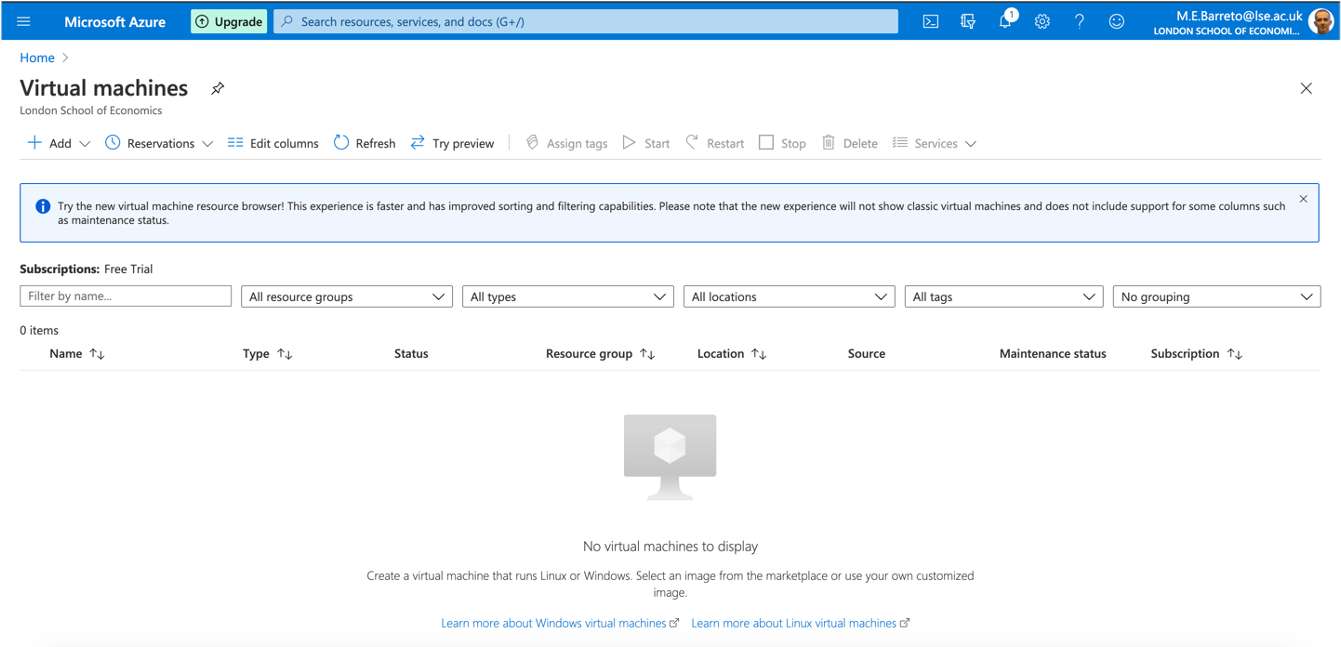 Microsoft Azure
Upgrade
Search resources, services, and docs (G+/)
1
M.E.Barreto@lse.ac.uk
LONDON SCHOOL OF ECONOMI...
Home
Virtual machines
London School of Economics
Add
Reservations
Edit columns
Refresh
Try preview
Assign tags
Start
Restart
Stop
Delete
Services
Try the new virtual machine resource browser! This experience is faster and has improved sorting and filtering capabilities. Please note that the new experience will not show classic virtual machines and does not include support for some columns such
as maintenance status.
Subscriptions: Free Trial
Filter by name...
All resource groups
All types
All locations
All tags
No grouping
0 items
Name
Type
Status
Resource group
Location
Source
Maintenance status
Subscription
No virtual machines to display
Create a virtual machine that runs Linux or Windows. Select an image from the marketplace or use your own customized
image.
Learn more about Windows virtual machines
Learn more about Linux virtual machines